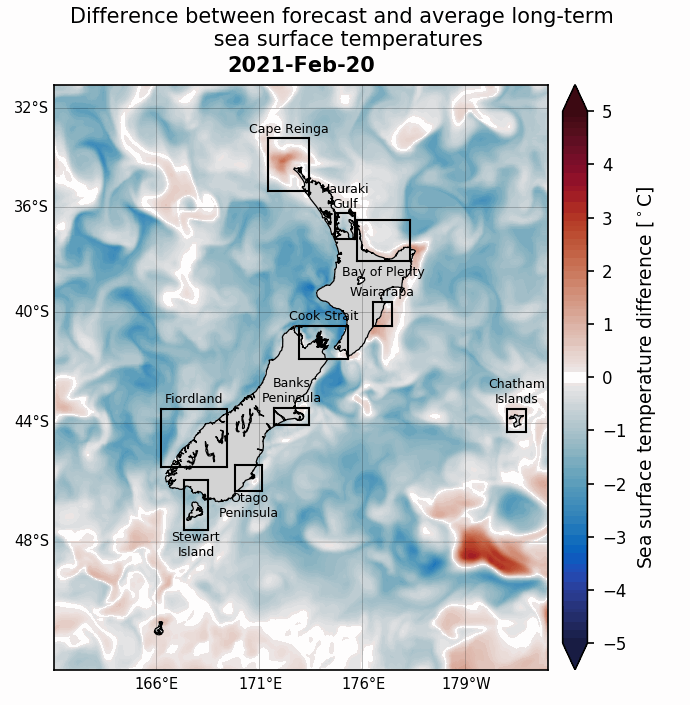 Difference between forecast and average long-term
sea surface temperatures
2021-Feb-20
32°S
36°S
40°S
44°S
48°S
166°E
171°E
176°E
179°W
Cape Reinga
Hauraki
Gulf
Bay of Plenty
Wairarapa
Cook Strait
Banks
Peninsula
Fiordland
Chatham
Islands
Otago
Peninsula
Stewart
Island
5
4
3
2
1
0
−1
−2
−3
−4
−5
Sea surface temperature difference [°C]